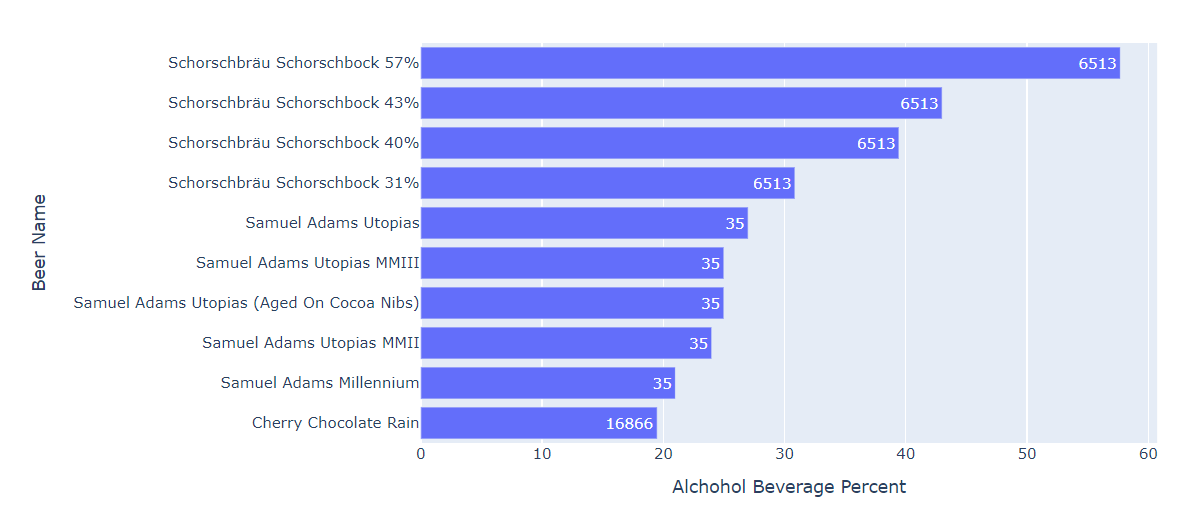 Schorschbräu Schorschbock 57% 6513
Schorschbräu Schorschbock 43% 6513
Schorschbräu Schorschbock 40% 6513
Schorschbräu Schorschbock 31% 6513
Samuel Adams Utopias 35
Samuel Adams Utopias MMIII 35
Samuel Adams Utopias (Aged On Cocoa Nibs) 35
Samuel Adams Utopias MMII 35
Samuel Adams Millennium 35
Cherry Chocolate Rain 16866
Beer Name
0 10 20 30 40 50 60
Alchohol Beverage Percent